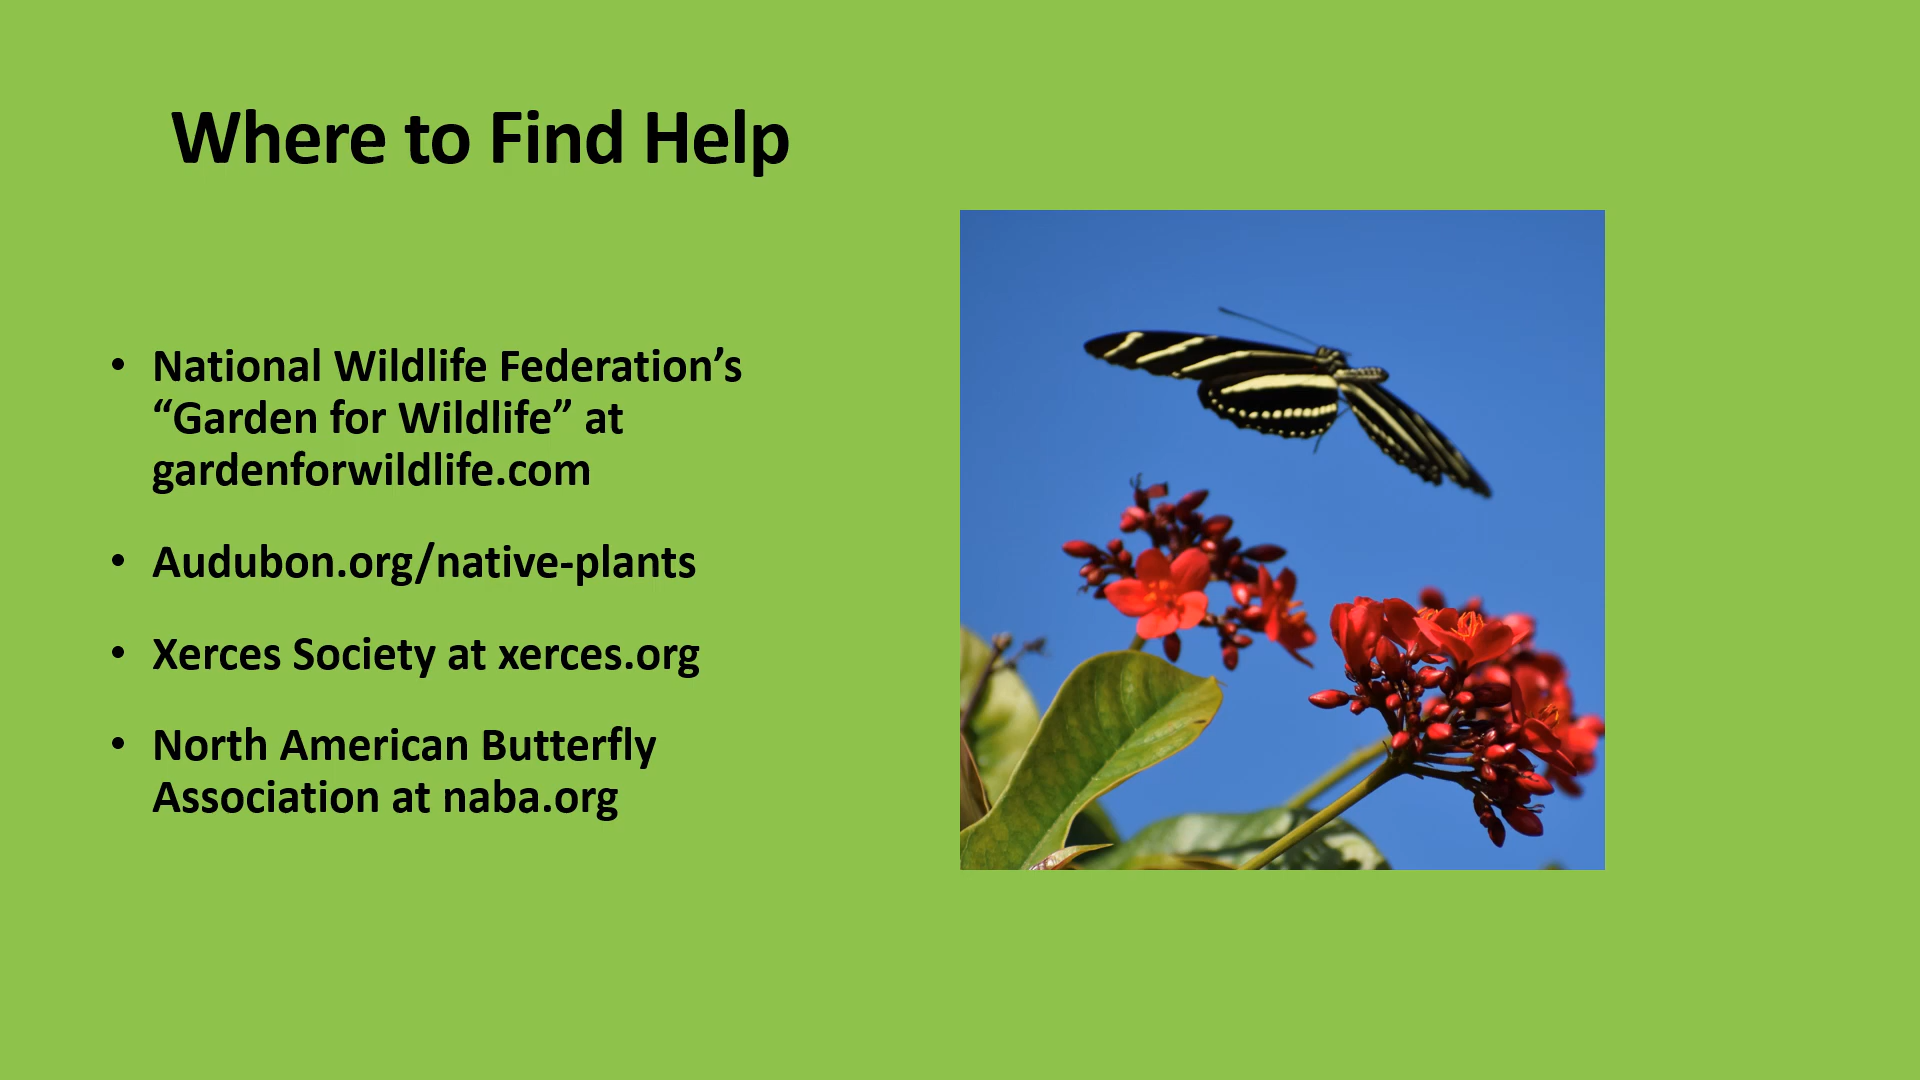 Where to Find Help
• National Wildlife Federation’s
“Garden for Wildlife” at
gardenforwildlife.com
• Audubon.org/native-plants
• Xerces Society at xerces.org
• North American Butterfly
Association at naba.org